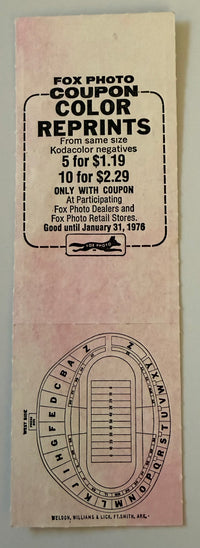 FOX PHOTO
COUPON
COLOR
REPRINTS
From same size
Kodacolor negatives
5 for $1.19
10 for $2.29
ONLY WITH COUPON
At Participating
Fox Photo Dealers and
Fox Photo Retail Stores.
Good until January 31, 1976
FOX PHOTO
WEST SIDE
Z Z
A Y
B X
C W
D V
E U
F T
G S
H R
I Q
J P
K O
L N
M
WELDON, WILLIAMS & LICK, FT. SMITH, ARK.